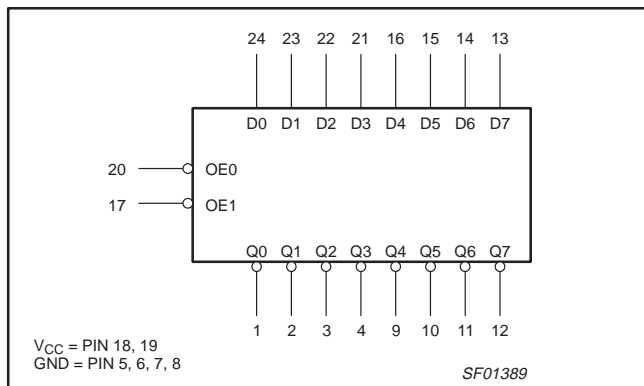 24 23 22 21 16 15 14 13
D0 D1 D2 D3 D4 D5 D6 D7
20 OE0
17 OE1
Q0 Q1 Q2 Q3 Q4 Q5 Q6 Q7
1 2 3 4 9 10 11 12
VCC = PIN 18, 19
GND = PIN 5, 6, 7, 8
SF01389